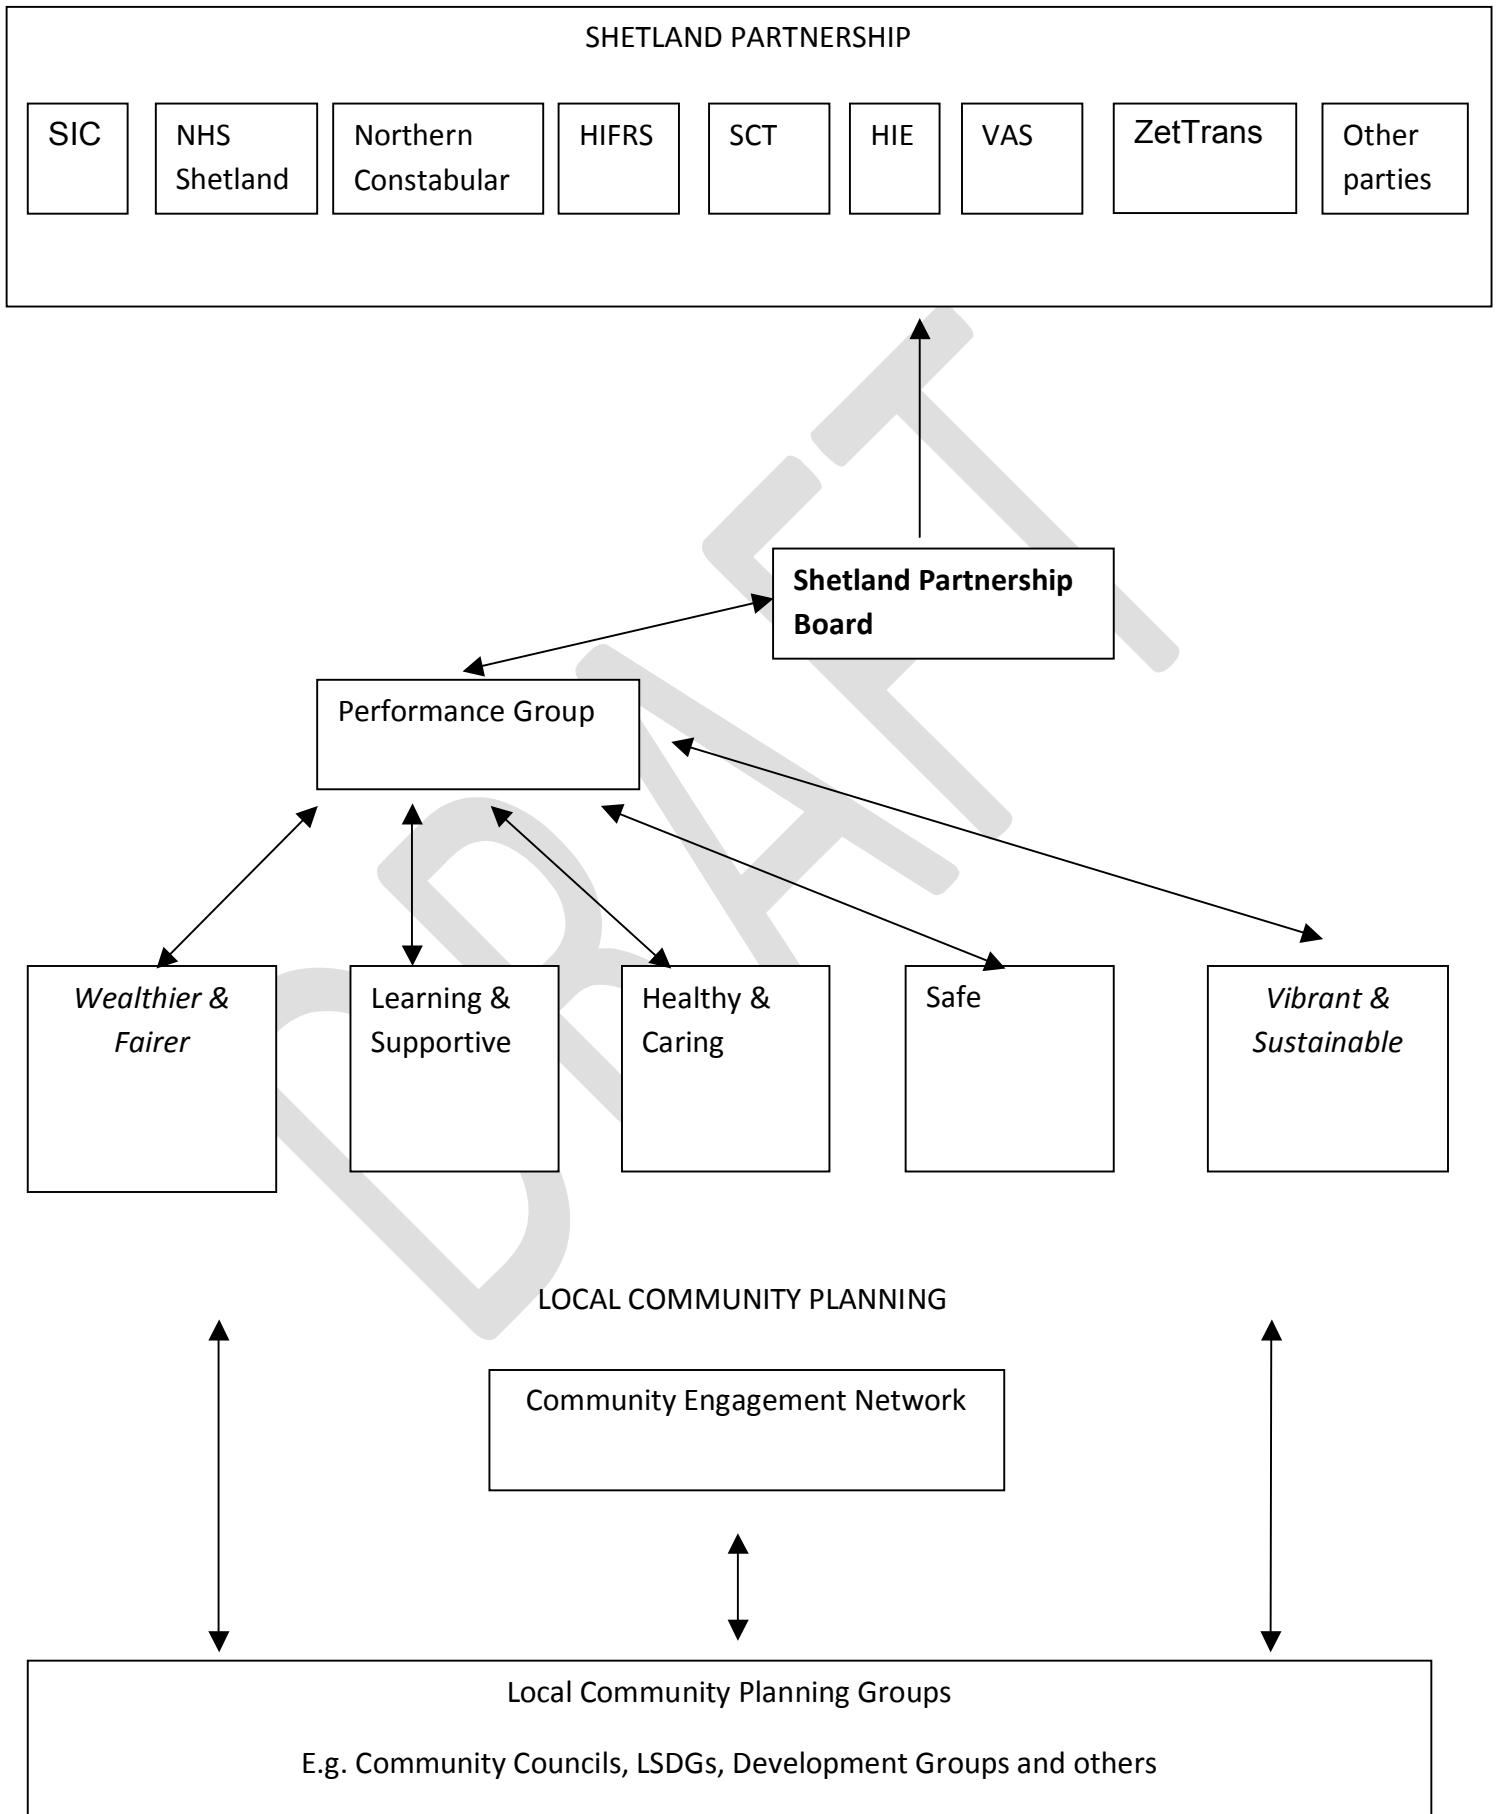 SHETLAND PARTNERSHIP
SIC
NHS
Shetland
Northern
Constabular
HIFRS
SCT
HIE
VAS
ZetTrans
Other
parties
DRAFT
Shetland Partnership
Board
Performance Group
Wealthier &
Fairer
Learning &
Supportive
Healthy &
Caring
Safe
Vibrant &
Sustainable
LOCAL COMMUNITY PLANNING
Community Engagement Network
Local Community Planning Groups
E.g. Community Councils, LSDGs, Development Groups and others